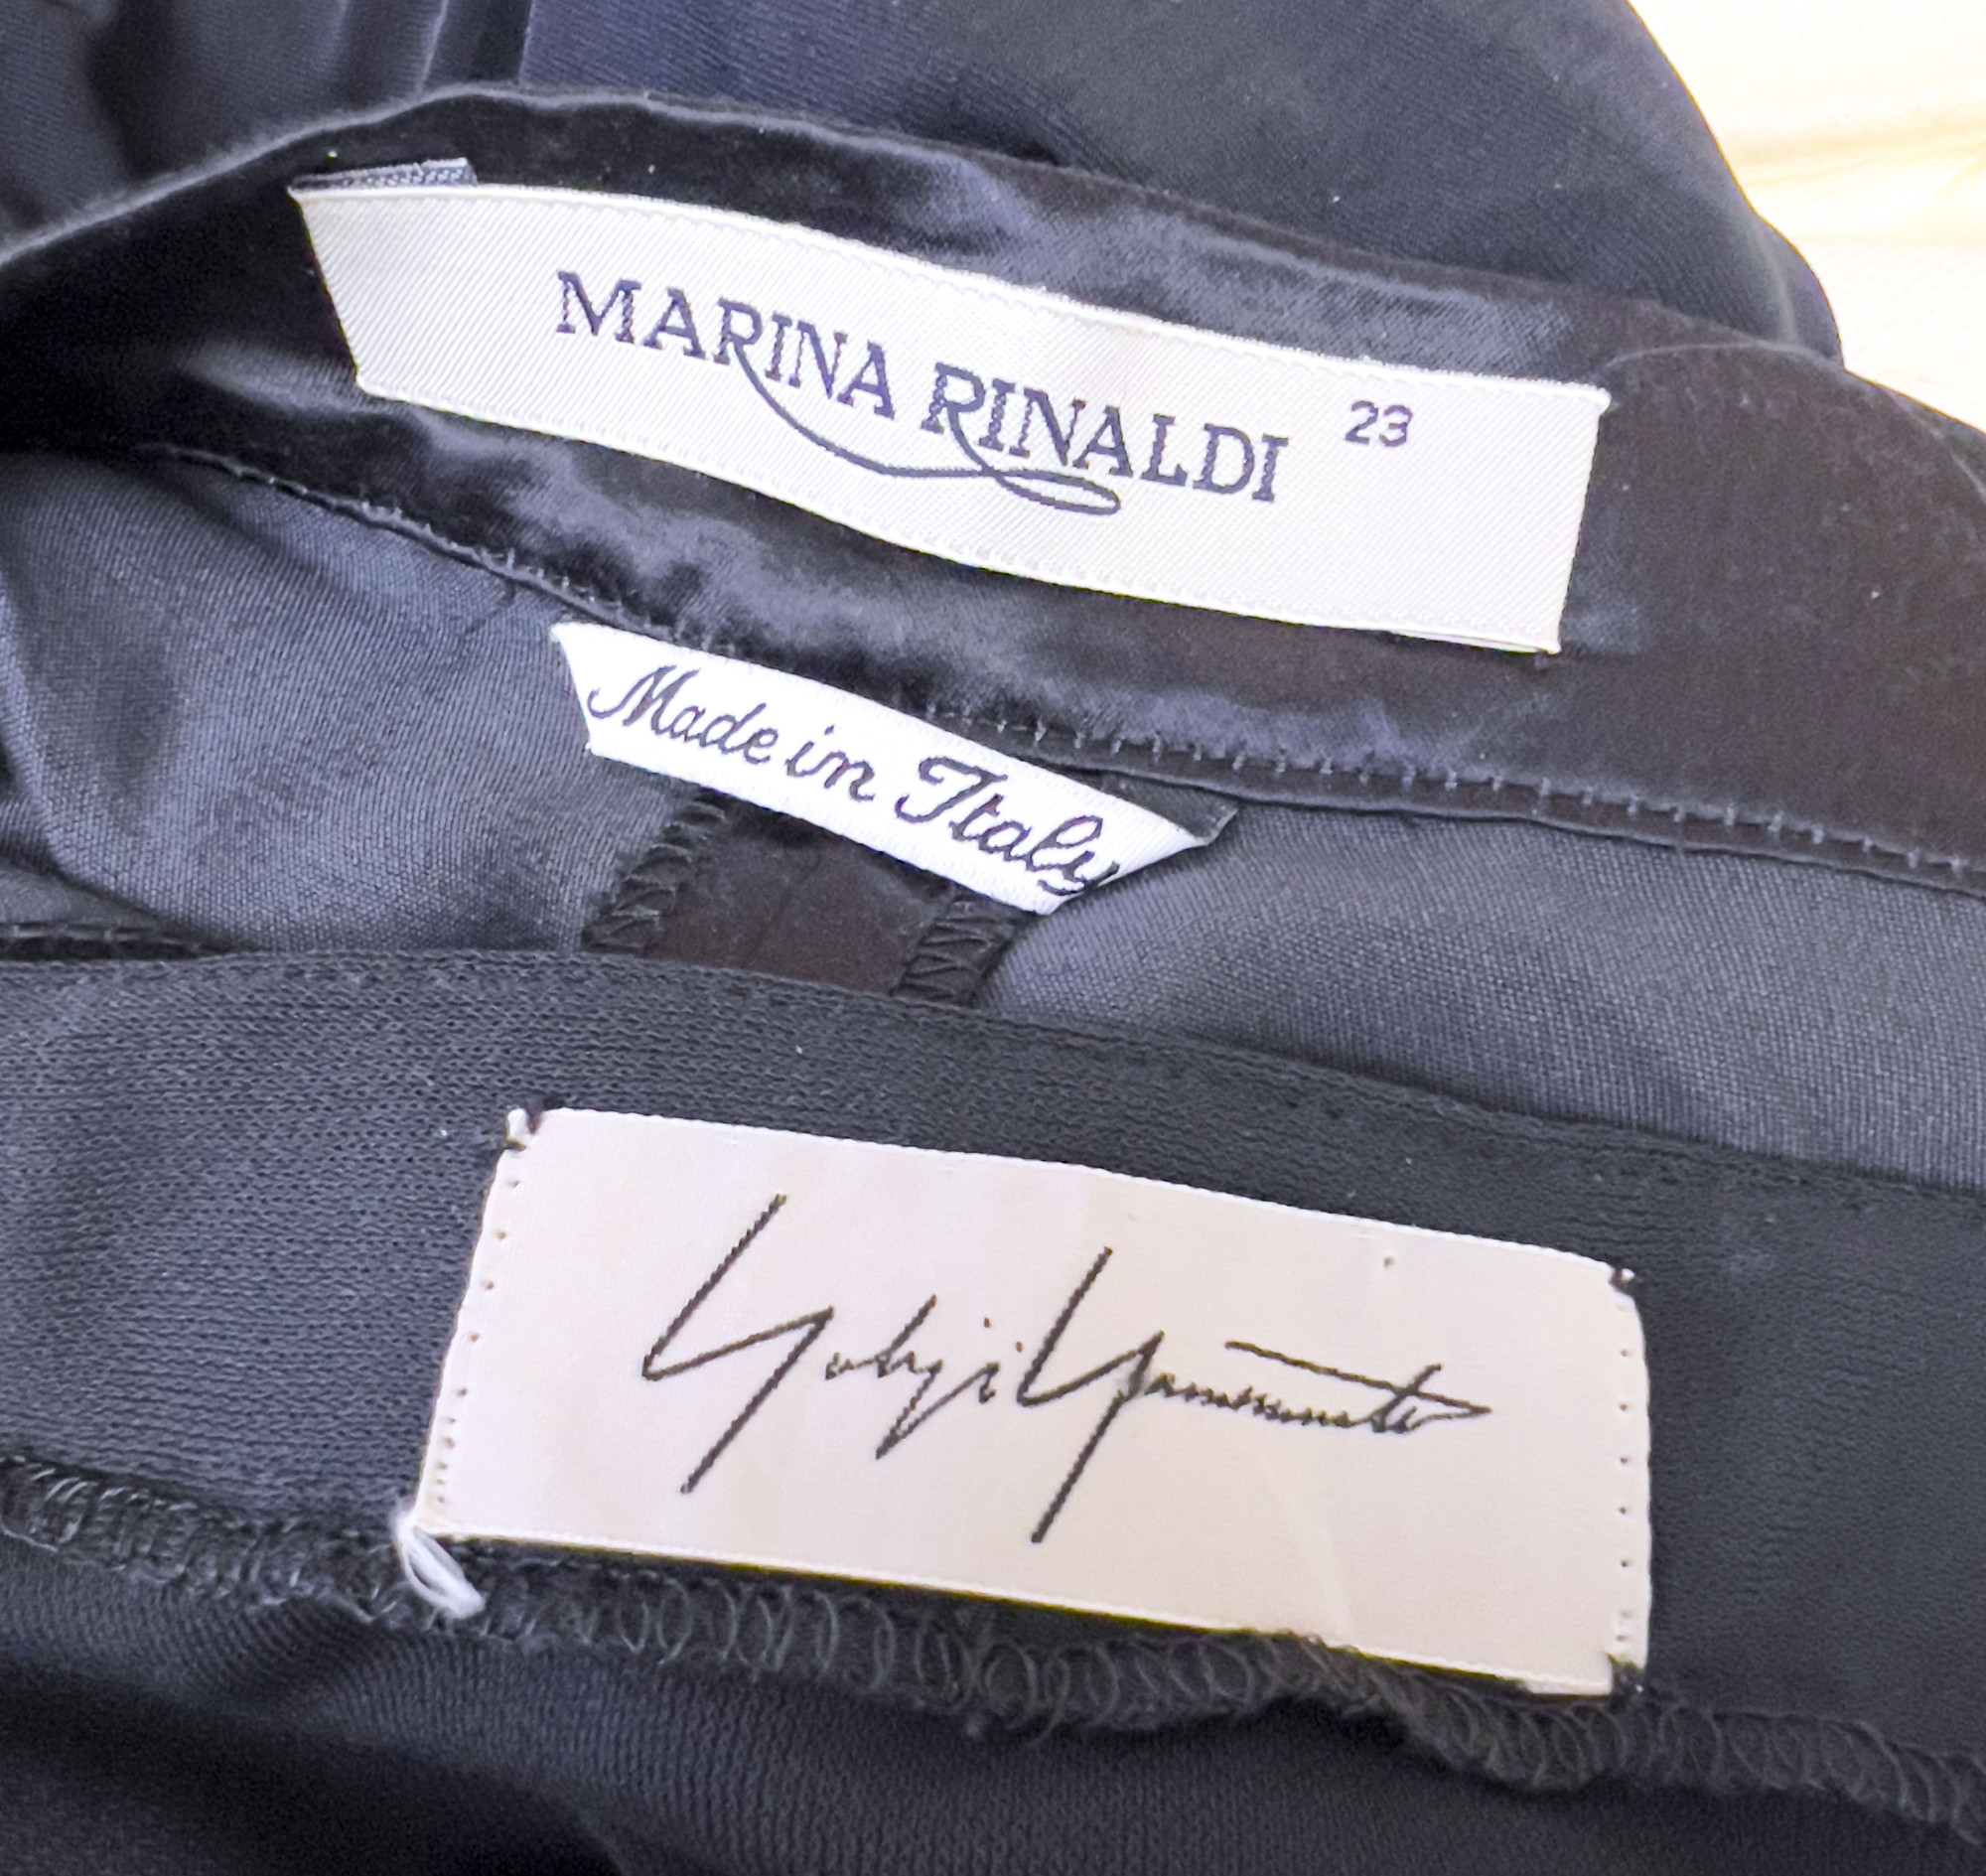 MARINA RINALDI 23
Made in Italy
Yohji Yamamoto